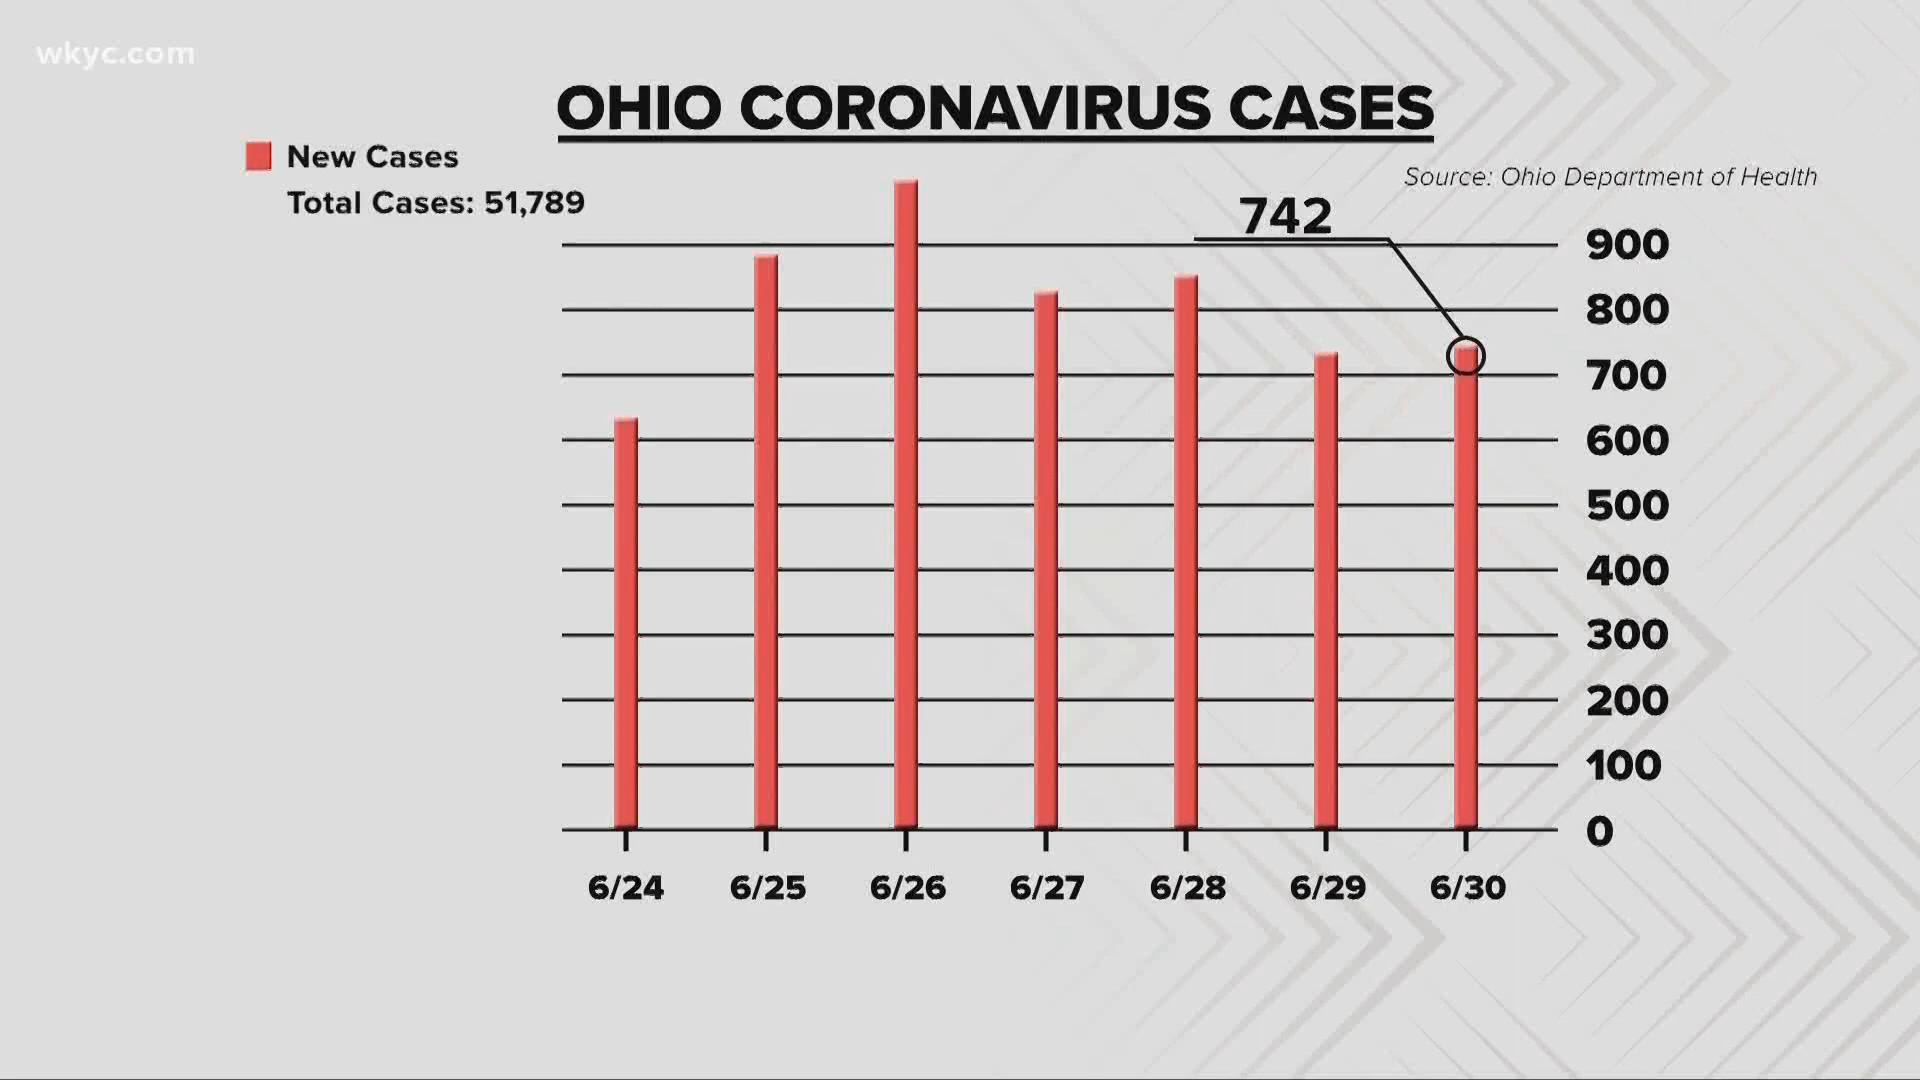 wkyc.com
OHIO CORONAVIRUS CASES
New Cases
Total Cases: 51,789
Source: Ohio Department of Health
742
900
800
700
600
500
400
300
200
100
0
6/24 6/25 6/26 6/27 6/28 6/29 6/30